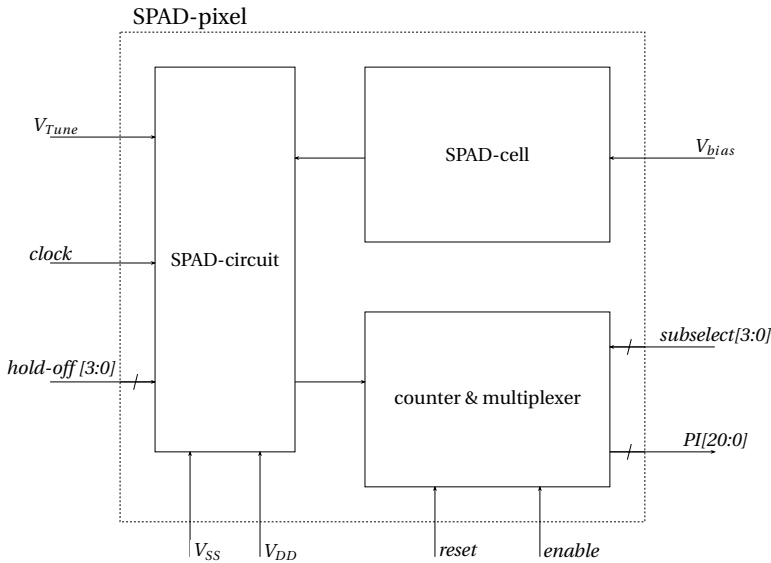 SPAD-pixel
V_Tune
SPAD-cell
V_bias
clock
SPAD-circuit
subselect[3:0]
hold-off [3:0]
counter & multiplexer
PI[20:0]
V_SS
V_DD
reset
enable